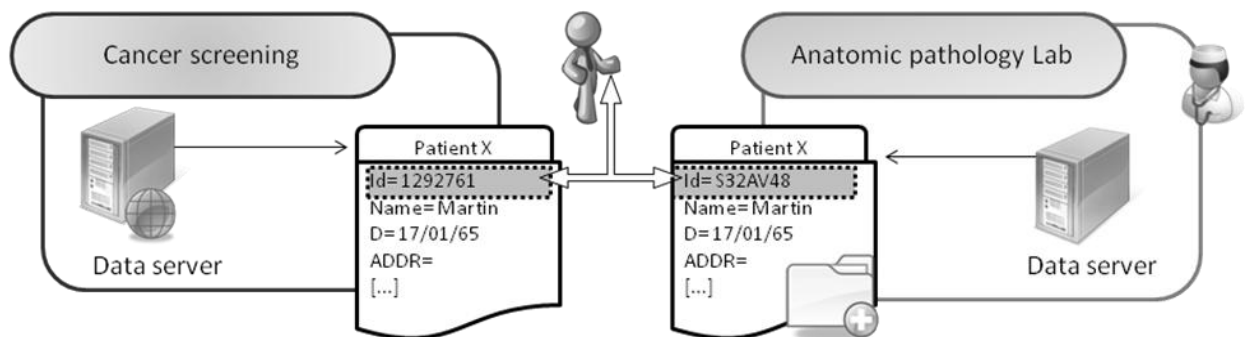 Cancer screening
Anatomic pathology Lab
Patient X
Id=1292761
Name=Martin
D=17/01/65
ADDR=
[...]
Data server
Patient X
Id=S32AV48
Name=Martin
D=17/01/65
ADDR=
[...]
Data server